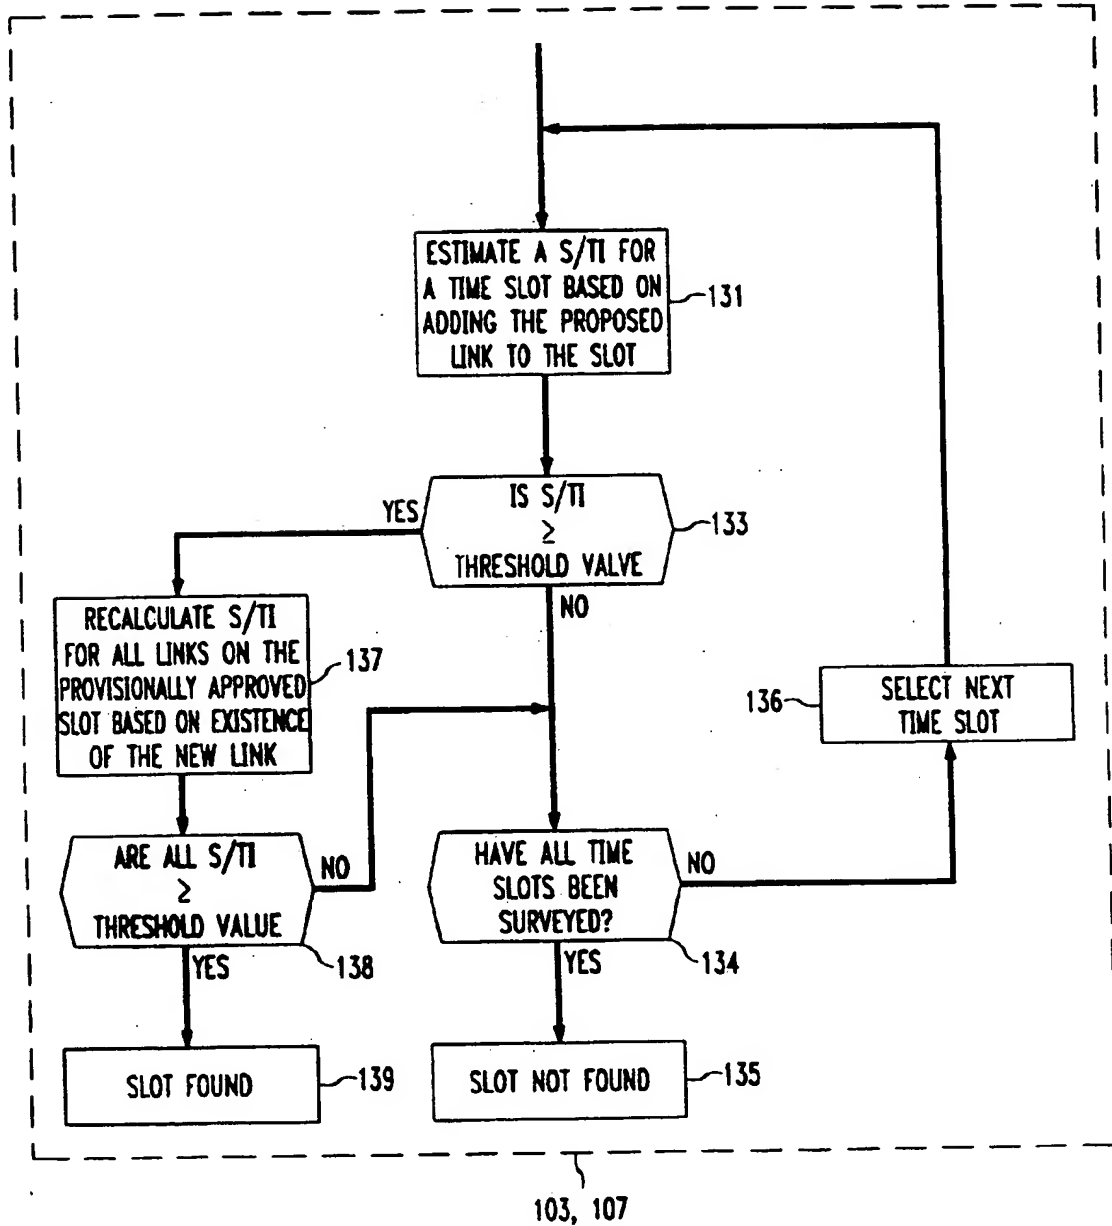 ESTIMATE A S/TI FOR
A TIME SLOT BASED ON
ADDING THE PROPOSED
LINK TO THE SLOT
131
IS S/TI
≥
THRESHOLD VALVE
133
YES
NO
RECALCULATE S/TI
FOR ALL LINKS ON THE
PROVISIONALLY APPROVED
SLOT BASED ON EXISTENCE
OF THE NEW LINK
137
SELECT NEXT
TIME SLOT
136
ARE ALL S/TI
≥
THRESHOLD VALUE
138
NO
YES
HAVE ALL TIME
SLOTS BEEN
SURVEYED?
134
NO
YES
SLOT FOUND
139
SLOT NOT FOUND
135
103, 107